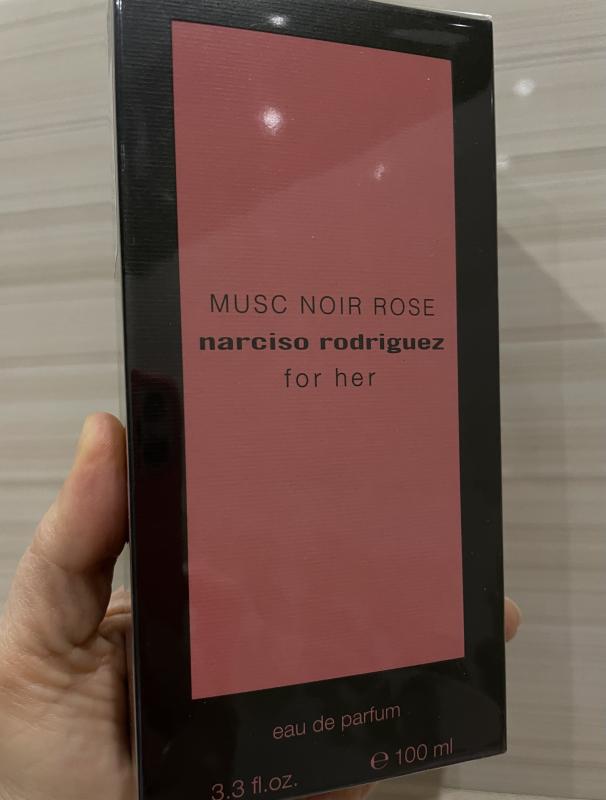 MUSC NOIR ROSE
narciso rodriguez
for her
eau de parfum
3.3 fl.oz. ℮ 100 ml